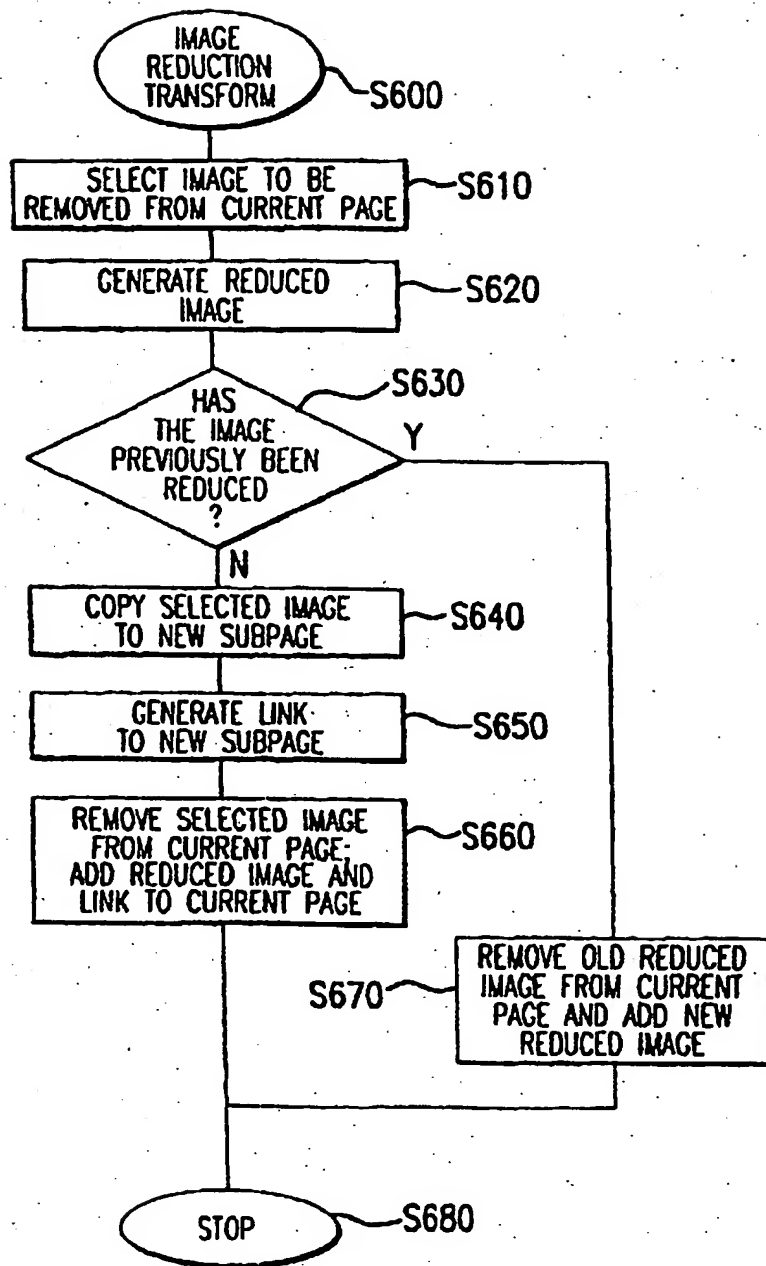 IMAGE
REDUCTION
TRANSFORM
S600
SELECT IMAGE TO BE
REMOVED FROM CURRENT PAGE
S610
GENERATE REDUCED
IMAGE
S620
S630
HAS
THE IMAGE
PREVIOUSLY BEEN
REDUCED
?
Y
N
COPY SELECTED IMAGE
TO NEW SUBPAGE
S640
GENERATE LINK
TO NEW SUBPAGE
S650
REMOVE SELECTED IMAGE
FROM CURRENT PAGE;
ADD REDUCED IMAGE AND
LINK TO CURRENT PAGE
S660
REMOVE OLD REDUCED
IMAGE FROM CURRENT
PAGE AND ADD NEW
REDUCED IMAGE
S670
STOP
S680